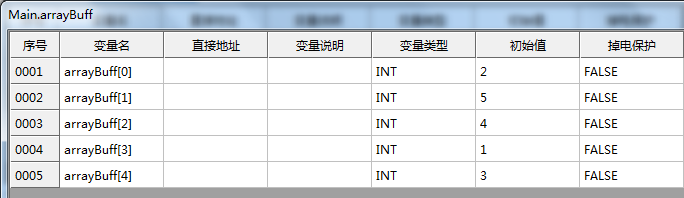 Main.arrayBuff
序号 变量名 直接地址 变量说明 变量类型 初始值 掉电保护
0001 arrayBuff[0] INT 2 FALSE
0002 arrayBuff[1] INT 5 FALSE
0003 arrayBuff[2] INT 4 FALSE
0004 arrayBuff[3] INT 1 FALSE
0005 arrayBuff[4] INT 3 FALSE